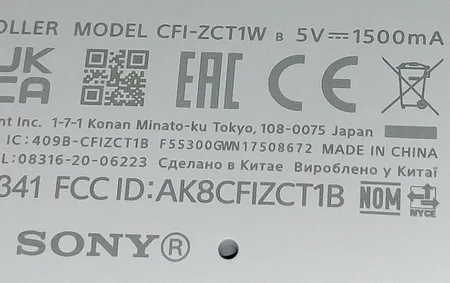 OLLER MODEL CFI-ZCT1W B 5V⎓1500mA
UK CA EAC CE
nt Inc. 1-7-1 Konan Minato-ku Tokyo, 108-0075 Japan
IC: 409B-CFIZCT1B F55300GWN17508672 MADE IN CHINA
L: 08316-20-06223 Сделано в Китае Вироблено у Китаї
341 FCC ID: AK8CFIZCT1B NOM NYCE
SONY®